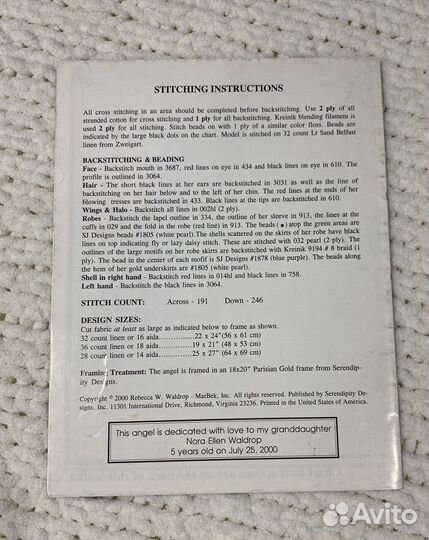 STITCHING INSTRUCTIONS
All cross stitching in an area should be completed before backstitching. Use 2 ply of all
stranded cotton for cross stitching and 1 ply for all backstitching. Kreinik blending filament is
used 2 ply for all stitching. Stitch beads on with 1 ply of a similar color floss. Beads are
indicated by the large black dots on the chart. Model is stitched on 32 count Lt Sand Belfast
linen from Zweigart.
BACKSTITCHING & BEADING
Face - Backstitch mouth in 3687, red lines on eye in 434 and black lines on eye in 610. The
profile is outlined in 3064.
Hair - The short black lines at her ears are backstitched in 3031 as well as the line of
backstitching on her hair below and to the left of her chin. The red lines at the ends of her
blowing tresses are backstitched in 433. Black lines at the tips are backstitched in 610.
Wings & Halo - Backstitch all lines in 002hl (2 ply).
Robes - Backstitch the lapel outline in 334, the outline of her sleeve in 913, the lines at the
cuffs in 029 and the fold in the robe (red line) in 913. The beads (●) atop the green areas are
SJ Designs beads #1805 (white pearl). The shells scattered on the skirts of her robe have black
lines on top indicating fly or lazy daisy stitch. These are stitched with 032 pearl (2 ply). The
outlines of the large motifs on her robe skirts are backstitched with Kreinik 9194 # 8 braid (1
ply). The bead in the center of each motif is SJ Designs #1878 (blue pearl). The beads along
the hem of her gold underskirts are #1805 (white pearl).
Shell in right hand - Backstitch red lines in 014hl and black lines in 758.
Left hand - Backstitch the black lines in 3064.
STITCH COUNT: Across - 191 Down - 246
DESIGN SIZES:
Cut fabric at least as large as indicated below to frame as shown.
32 count linen or 16 aida...............22 x 24"(56 x 61 cm)
36 count linen or 18 aida...............19 x 21" (48 x 53 cm)
28 count linen or 14 aida...............25 x 27" (64 x 69 cm)
Framing Treatment: The angel is framed in an 18x20" Parisian Gold frame from Serendip-
ity Designs.
Copyright © 2000 Rebecca W. Waldrop - MarBek, Inc. All rights reserved. Published by Serendipity De-
signs, Inc. 11301 International Drive, Richmond, Virginia 23236. Printed in the United States of America.
This angel is dedicated with love to my granddaughter
Nora Ellen Waldrop
5 years old on July 25, 2000
Avito